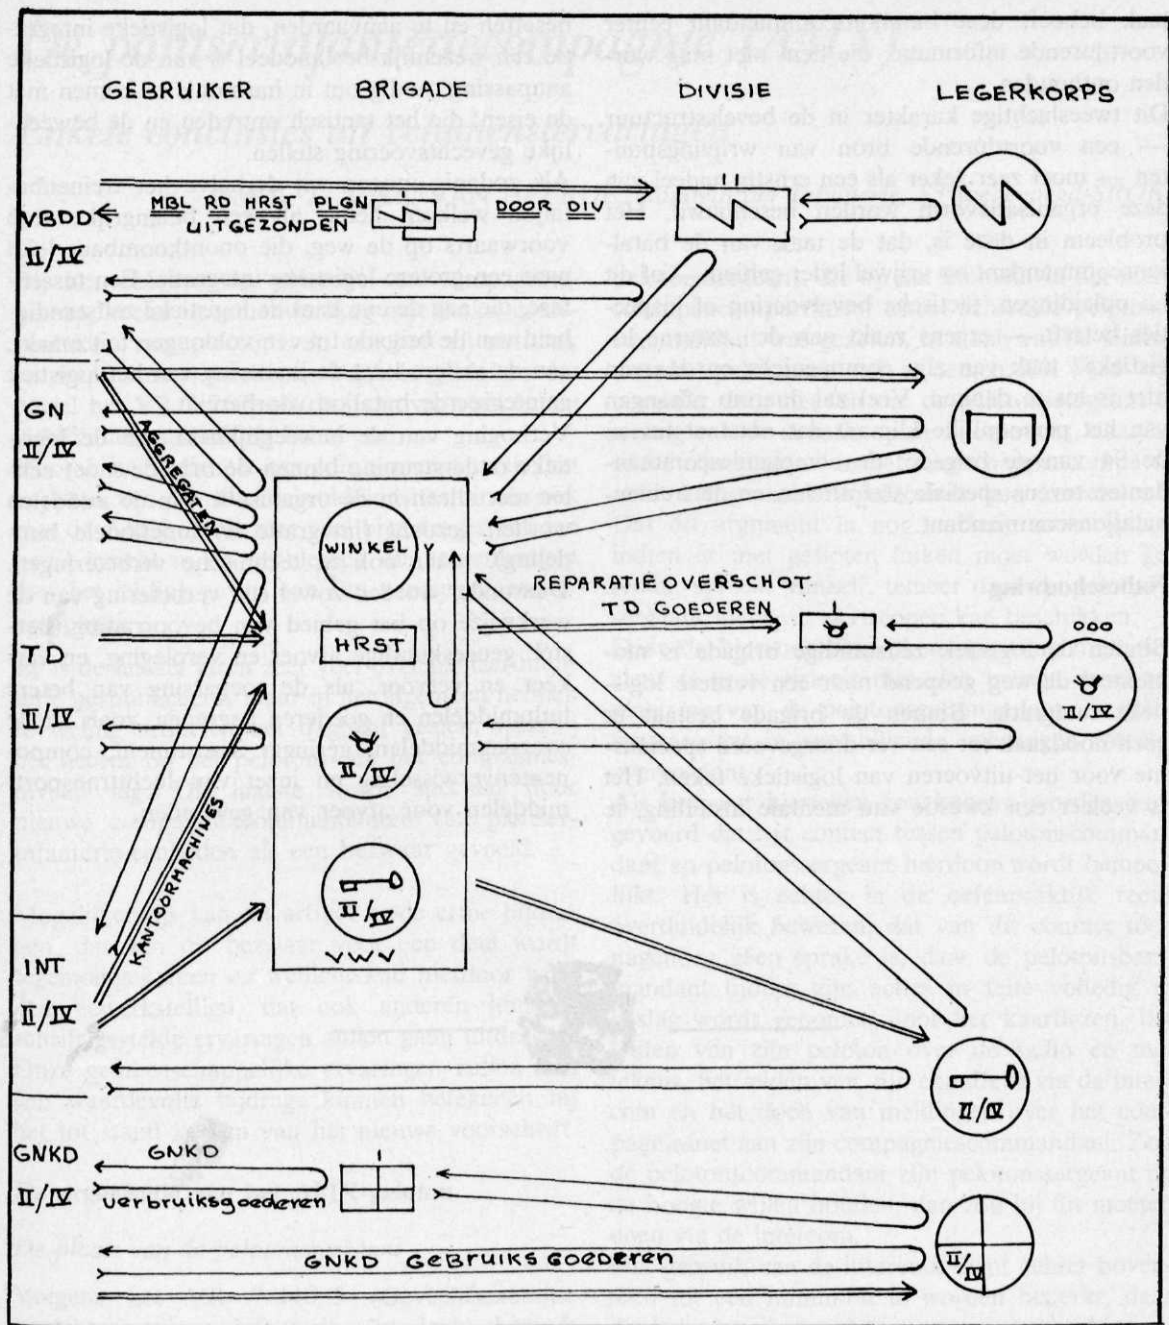 GEBRUIKER BRIGADE DIVISIE LEGERKORPS
VBDD MBL RD HRST PLGN DOOR DIV II
UITGEZONDEN
II/IV
GN
II/IV
AGGREGATEN
WINKEL
REPARATIE OVERSCHOT
TD GOEDEREN
HRST
TD
II/IV
II/IV
II/IV
KANTOORMACHINES
II/IV
INT
II/IV
II/IV
GNKD GNKD
II/IV verbruiksgoederen
GNKD GEBRUIKS GOEDEREN
II/IV